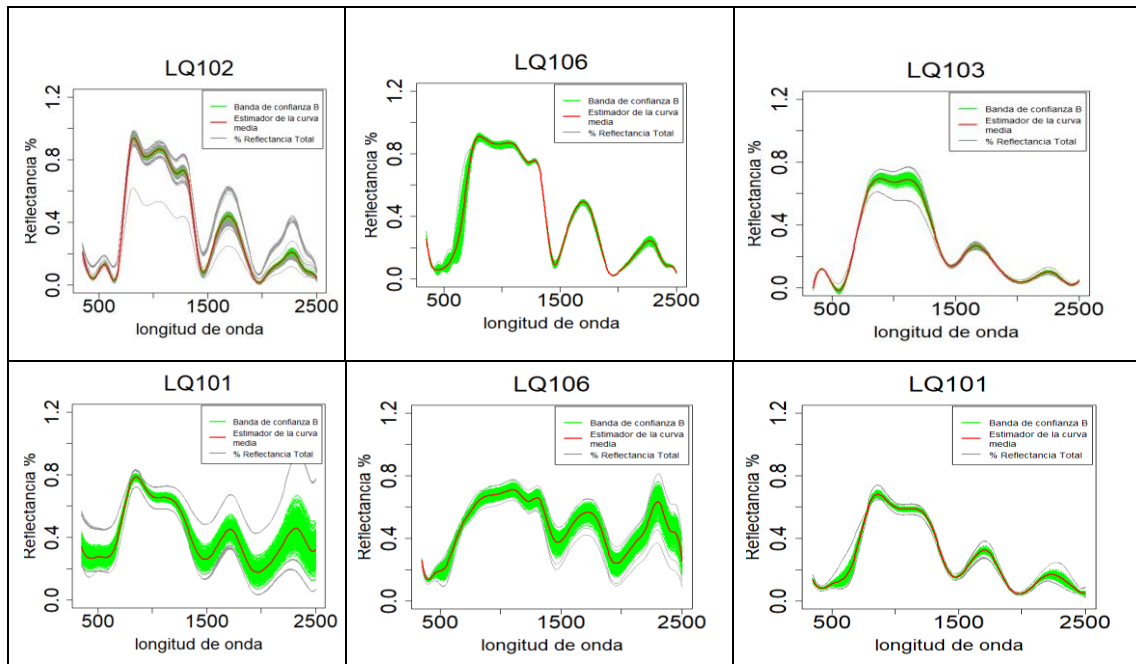 LQ102
1.2
0.8
0.4
0.0
Reflectancia %
Banda de confianza B
Estimador de la curva
media
% Reflectancia Total
500
1500
2500
longitud de onda
LQ106
1.2
0.8
0.4
0.0
Reflectancia %
Banda de confianza B
Estimador de la curva
media
% Reflectancia Total
500
1500
2500
longitud de onda
LQ103
1.2
0.8
0.4
0.0
Reflectancia %
Banda de confianza B
Estimador de la curva
media
% Reflectancia Total
500
1500
2500
longitud de onda
LQ101
1.2
0.8
0.4
0.0
Reflectancia %
Banda de confianza B
Estimador de la curva
media
% Reflectancia Total
500
1500
2500
longitud de onda
LQ106
1.2
0.8
0.4
0.0
Reflectancia %
Banda de confianza B
Estimador de la curva
media
% Reflectancia Total
500
1500
2500
longitud de onda
LQ101
1.2
0.8
0.4
0.0
Reflectancia %
Banda de confianza B
Estimador de la curva
media
% Reflectancia Total
500
1500
2500
longitud de onda